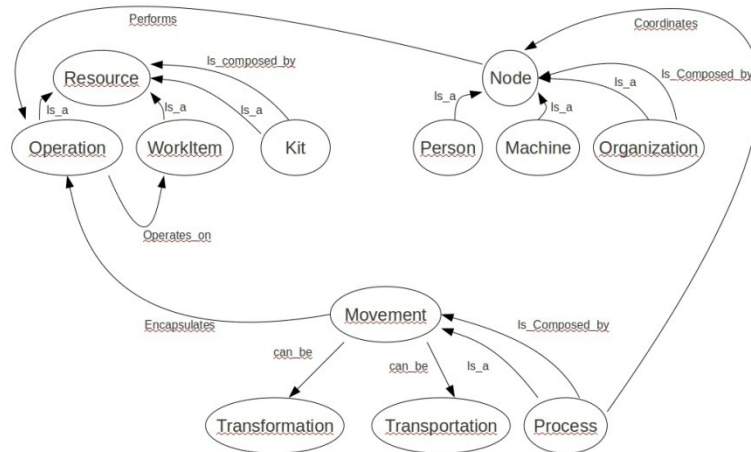 Performs
Coordinates
Is_composed_by
Resource
Node
Is_Composed_by
Is_a
Is_a
Is_a
Is_a
Is_a
Is_a
Operation
WorkItem
Kit
Person
Machine
Organization
Operates_on
Movement
Encapsulates
Is_Composed_by
can_be
can_be
Is_a
Transformation
Transportation
Process